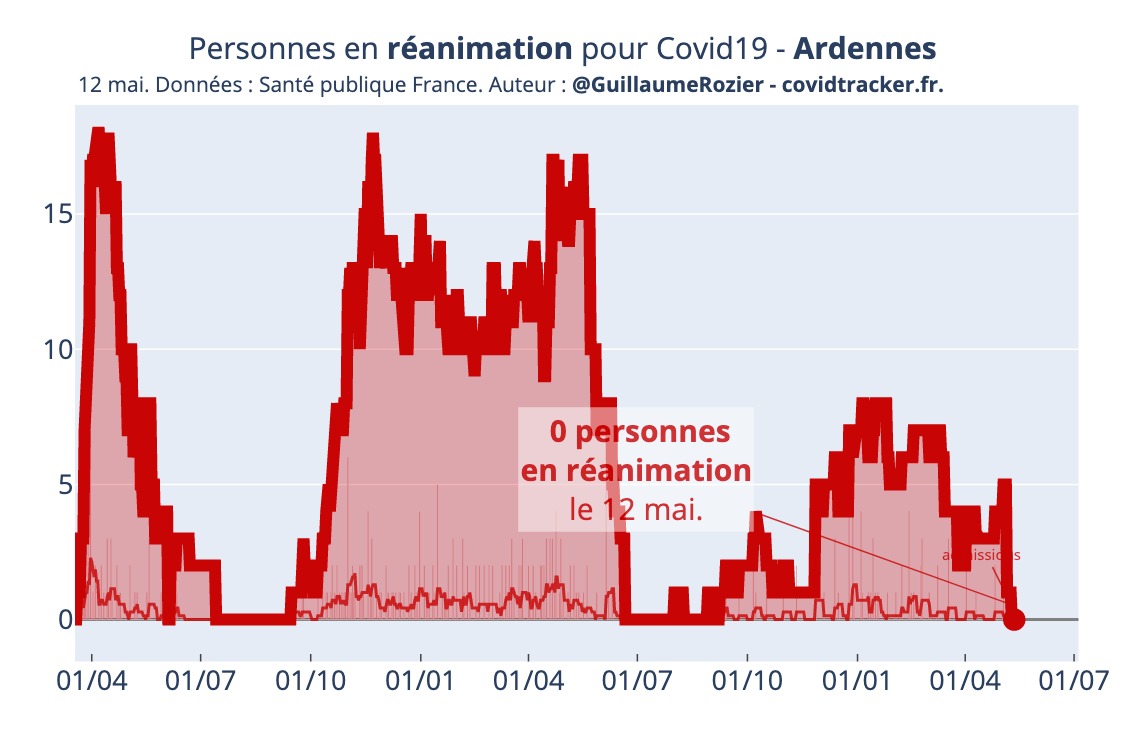 Personnes en réanimation pour Covid19 - Ardennes
12 mai. Données : Santé publique France. Auteur : @GuillaumeRozier - covidtracker.fr.
15
10
5
0
0 personnes
en réanimation
le 12 mai.
admissions
01/04 01/07 01/10 01/01 01/04 01/07 01/10 01/01 01/04 01/07